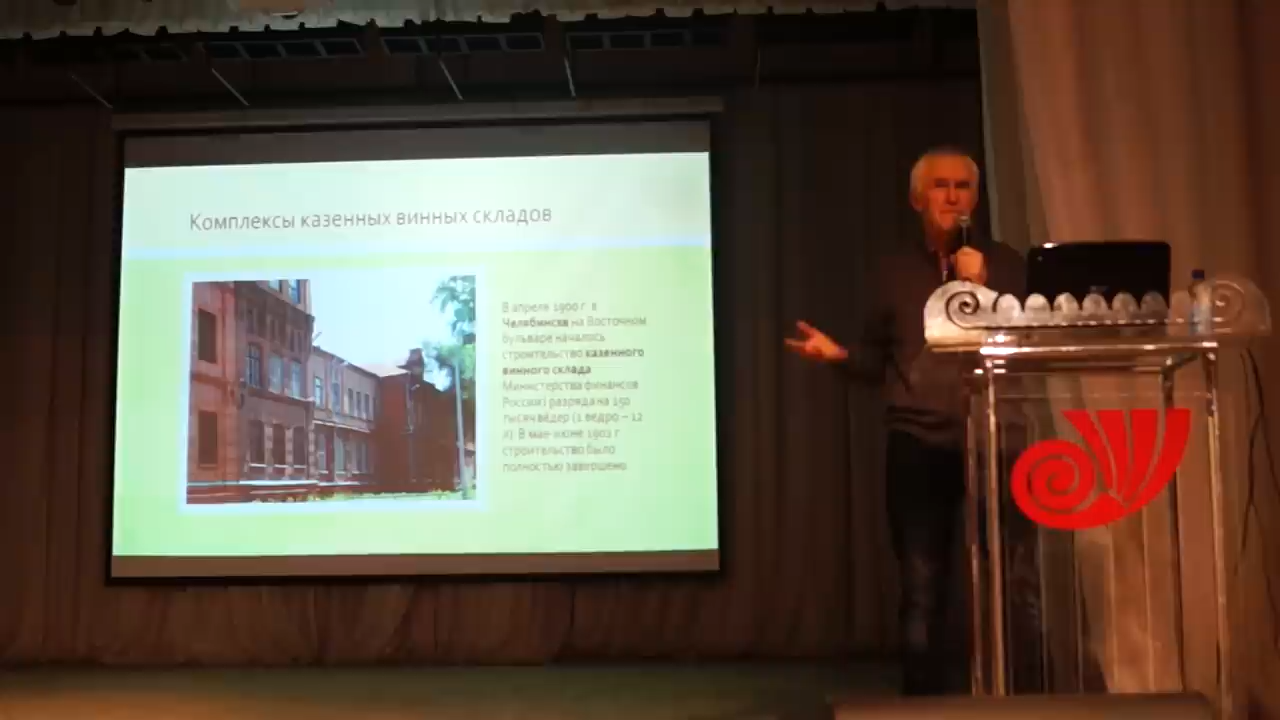 Комплексы казенных винных складов
В апреле 1900 г. в
Челябинске на Восточном
бульваре началось
строительство казенного
винного склада
Министерства финансов
России) разряда на 150
тысяч ведер (1 ведро – 12
л). В мае-июне 1902 г
строительство было
полностью завершено